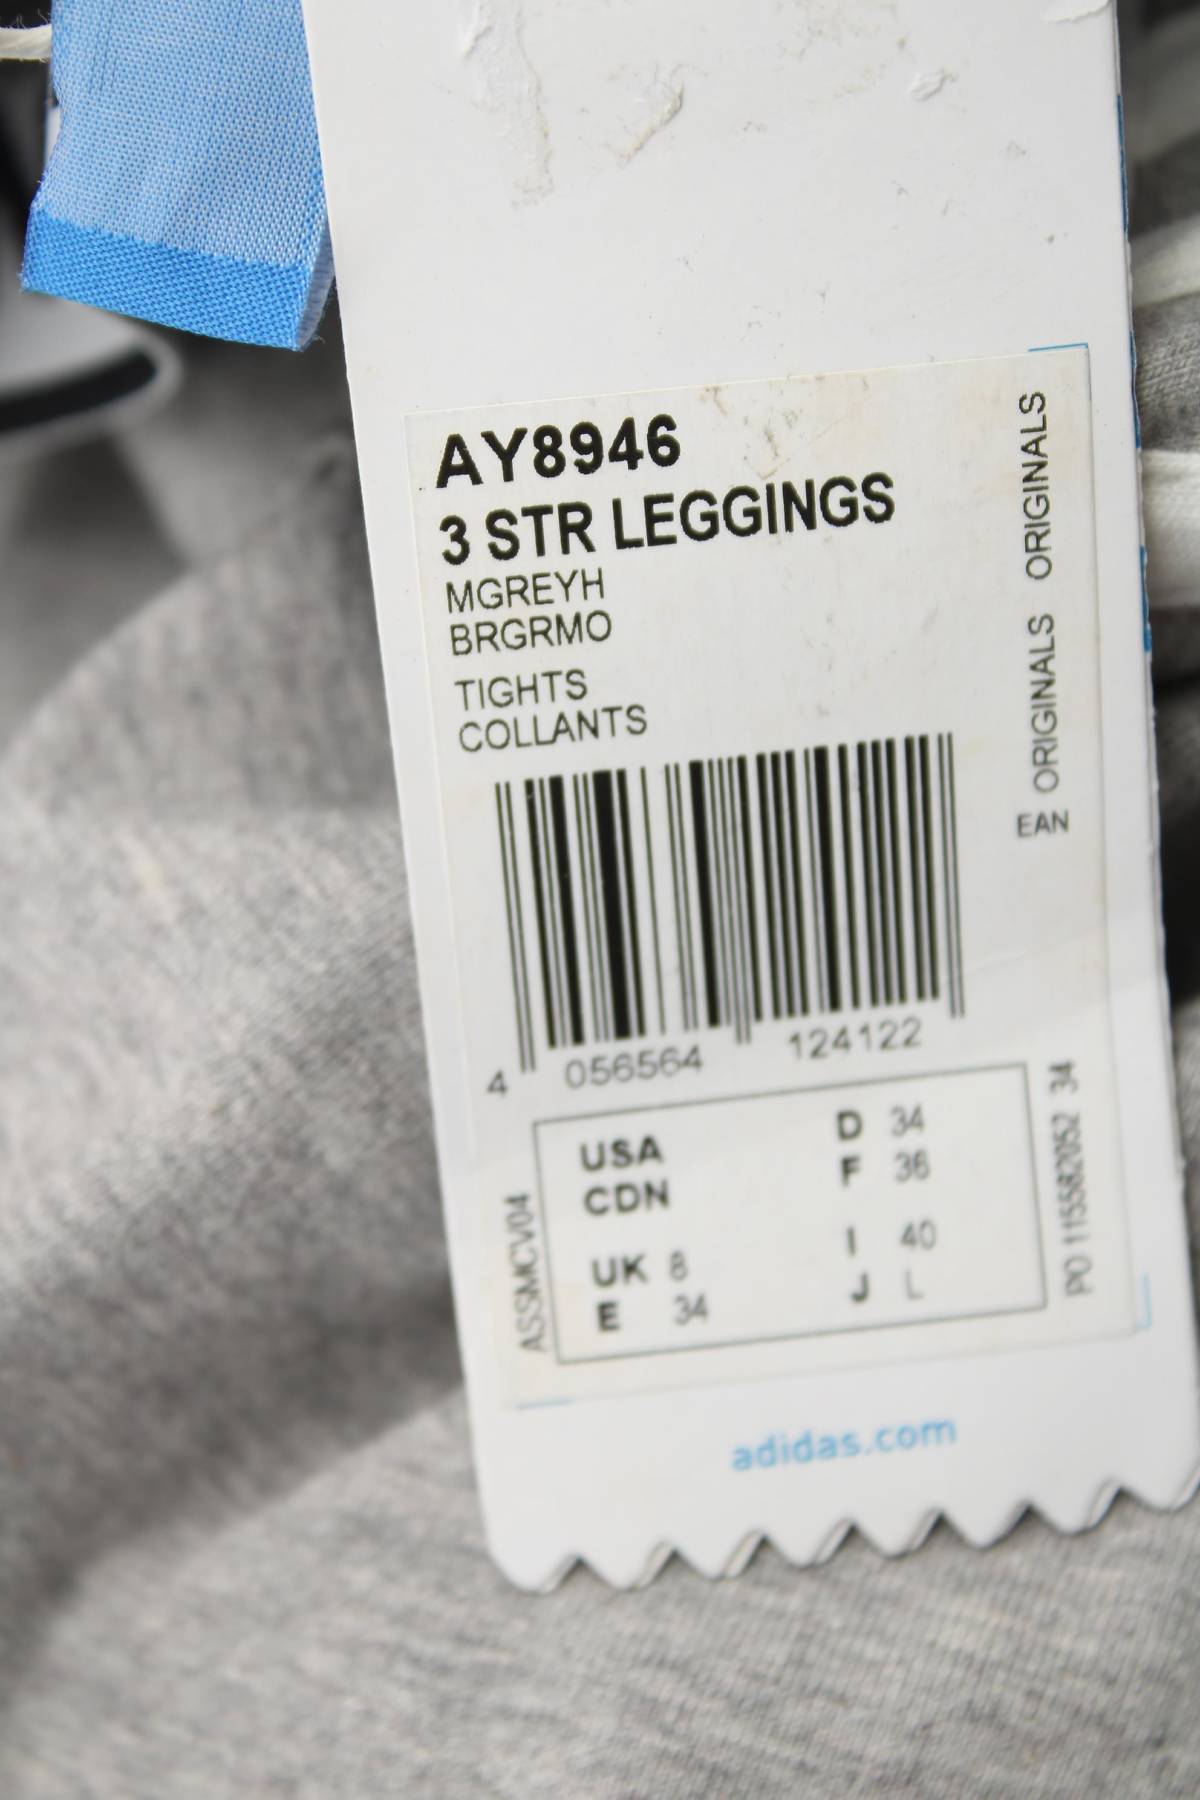 AY8946
3 STR LEGGINGS
MGREYH
BRGRMO
TIGHTS
COLLANTS
ORIGINALS ORIGINALS
EAN
4 056564 124122
USA
CDN
UK 8
E 34
D 34
F 36
I 40
J L
ASSMCV04
PO 115582052 34
adidas.com